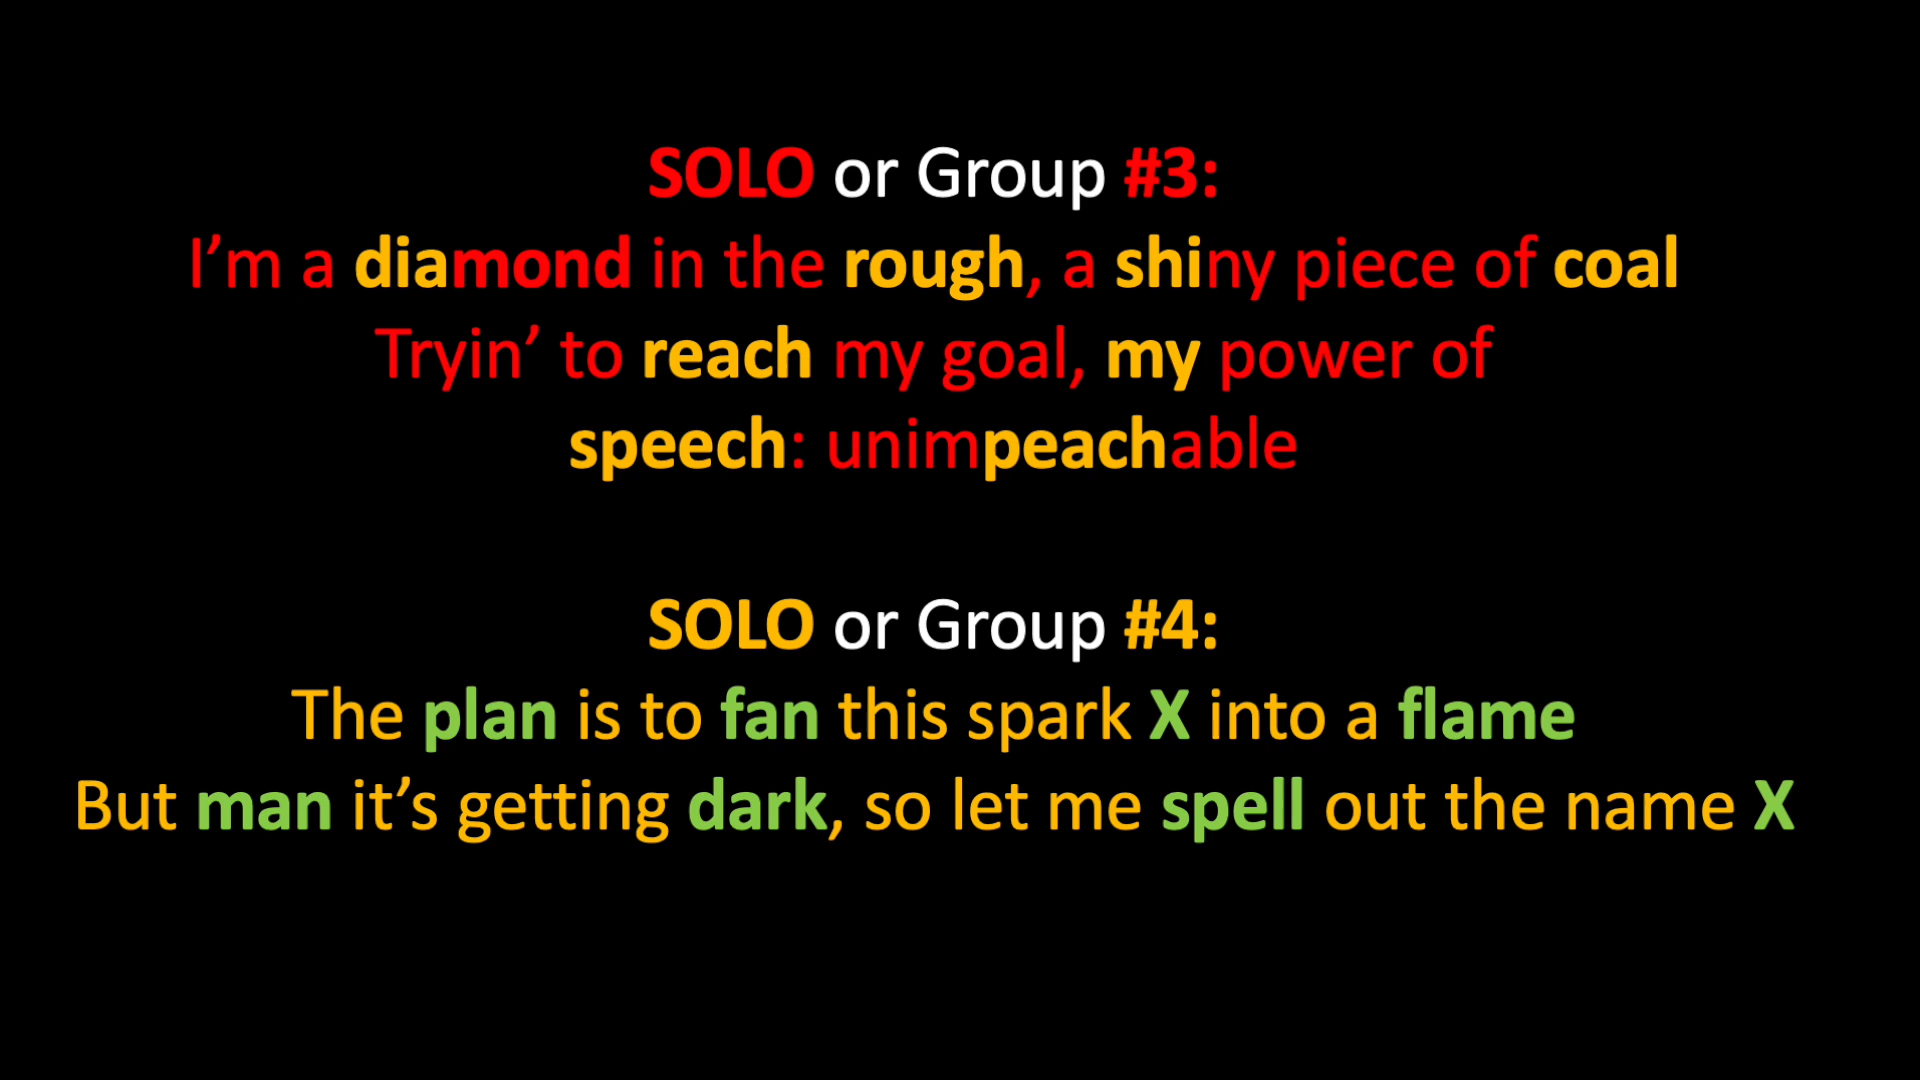 SOLO or Group #3:
I’m a diamond in the rough, a shiny piece of coal
Tryin’ to reach my goal, my power of
speech: unimpeachable
SOLO or Group #4:
The plan is to fan this spark X into a flame
But man it’s getting dark, so let me spell out the name X